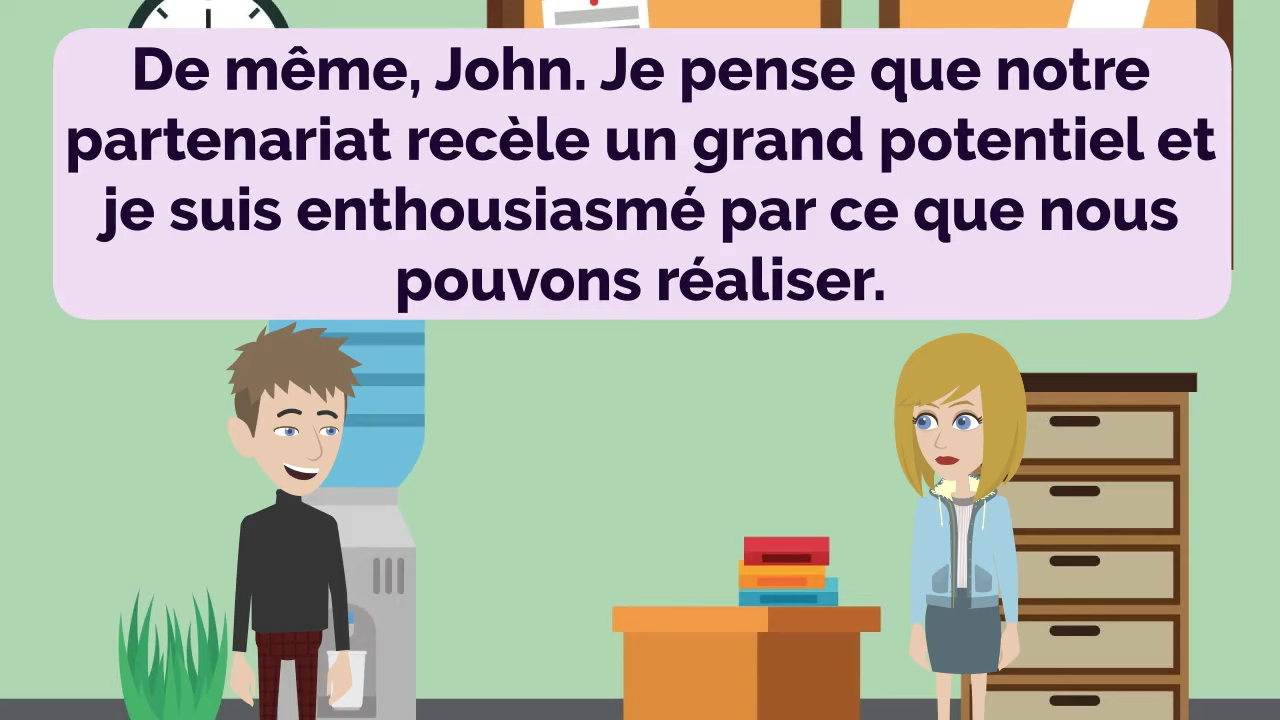 De même, John. Je pense que notre
partenariat recèle un grand potentiel et
je suis enthousiasmé par ce que nous
pouvons réaliser.